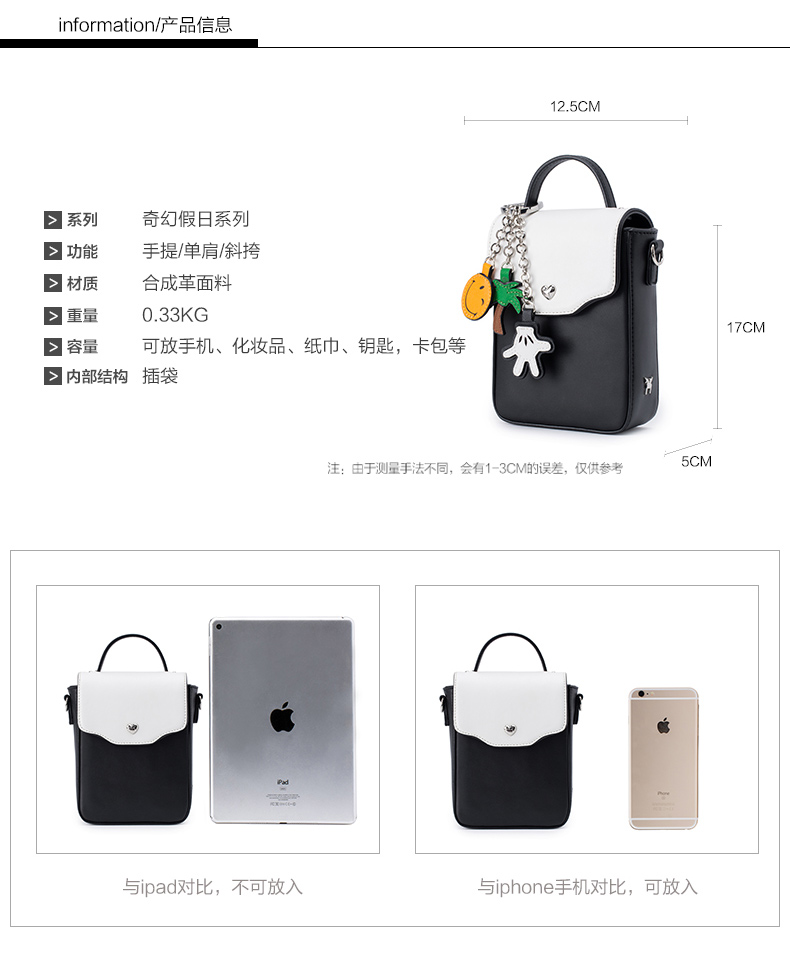 information/产品信息
12.5CM
系列 奇幻假日系列
功能 手提/单肩/斜挎
材质 合成革面料
重量 0.33KG
容量 可放手机、化妆品、纸巾、钥匙，卡包等
内部结构 插袋
17CM
5CM
注：由于测量手法不同，会有1-3CM的误差，仅供参考
iPad
iPhone
与ipad对比，不可放入
与iphone手机对比，可放入